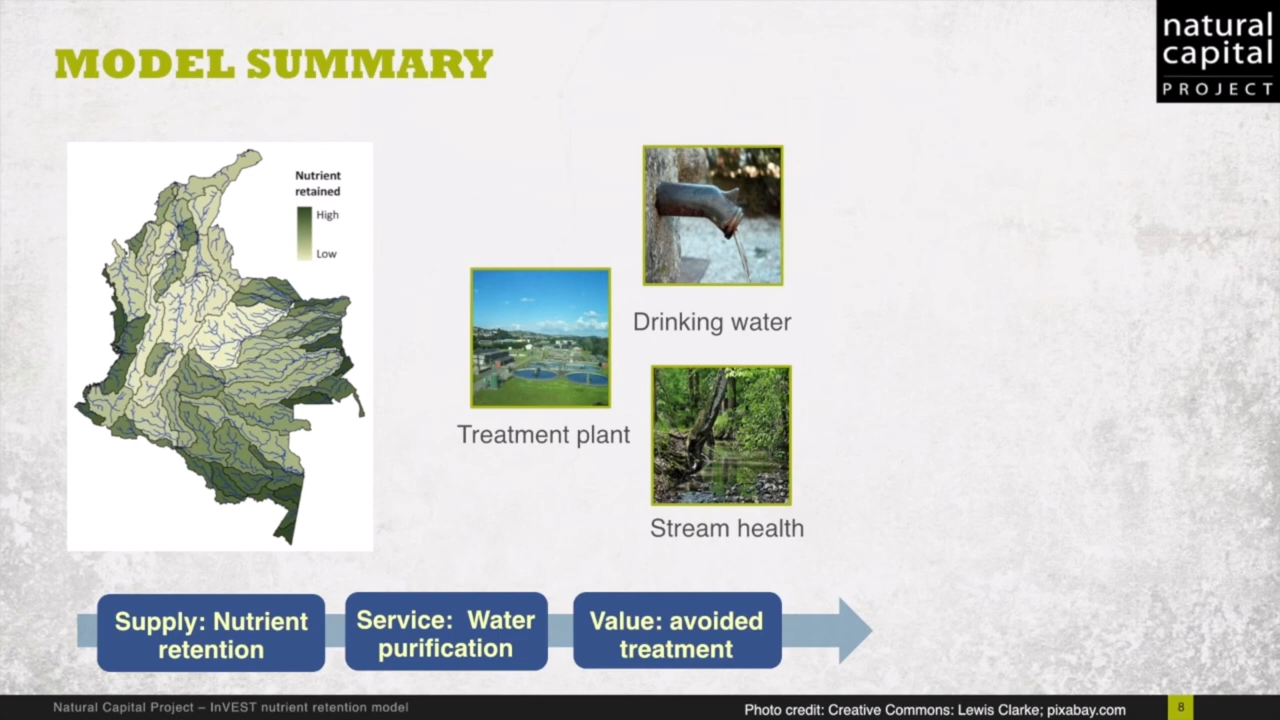 MODEL SUMMARY
natural
capital
PROJECT
Nutrient
retained
High
Low
Drinking water
Treatment plant
Stream health
Supply: Nutrient
retention
Service: Water
purification
Value: avoided
treatment
Natural Capital Project – InVEST nutrient retention model
Photo credit: Creative Commons: Lewis Clarke; pixabay.com
8